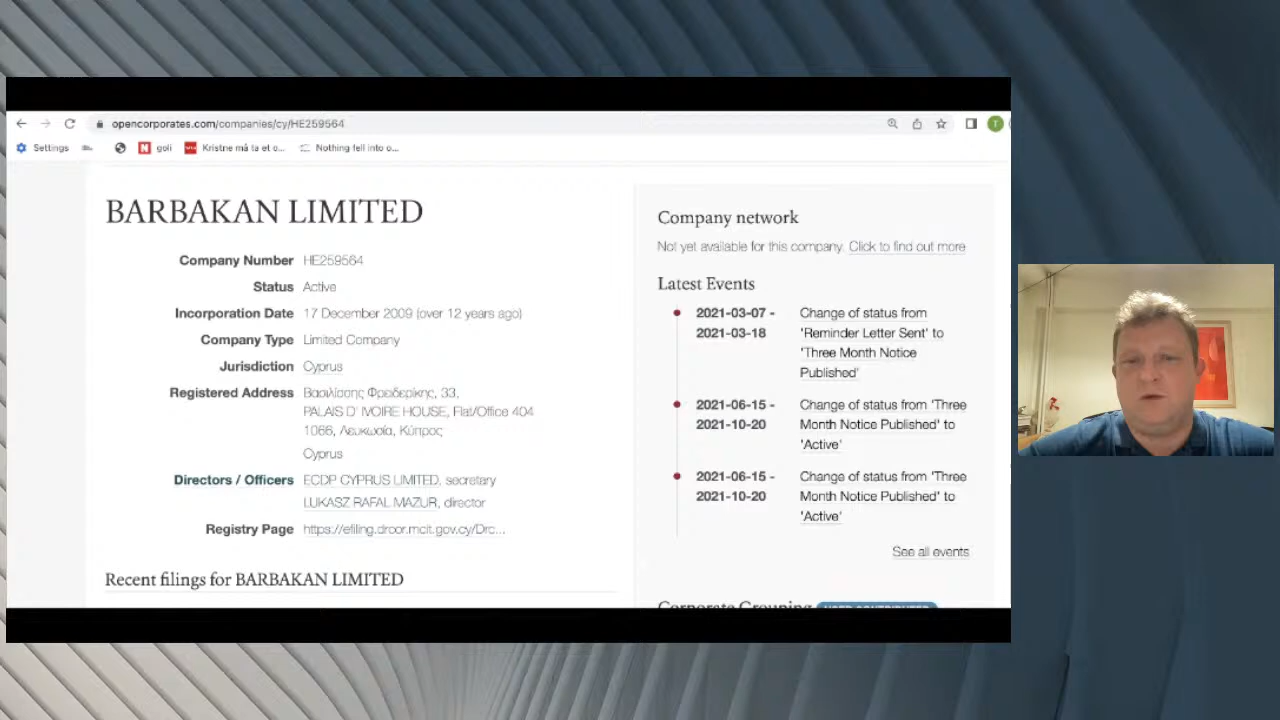 opencorporates.com/companies/cy/HE259564
T
Settings
goli
Kristne må ta et o...
Nothing fell into o...
BARBAKAN LIMITED
Company Number HE259564
Status Active
Incorporation Date 17 December 2009 (over 12 years ago)
Company Type Limited Company
Jurisdiction Cyprus
Registered Address Βασιλίσσης Φρειδερίκης, 33,
PALAIS D' IVOIRE HOUSE, Flat/Office 404
1066, Λευκωσία, Κύπρος
Cyprus
Directors / Officers ECDP CYPRUS LIMITED, secretary
LUKASZ RAFAL MAZUR, director
Registry Page https://efiling.drcor.mcit.gov.cy/Drc...
Recent filings for BARBAKAN LIMITED
Company network
Not yet available for this company. Click to find out more
Latest Events
2021-03-07 -
2021-03-18
Change of status from
'Reminder Letter Sent' to
'Three Month Notice
Published'
2021-06-15 -
2021-10-20
Change of status from 'Three
Month Notice Published' to
'Active'
2021-06-15 -
2021-10-20
Change of status from 'Three
Month Notice Published' to
'Active'
See all events
Corporate Grouping USER CONTRIBUTED